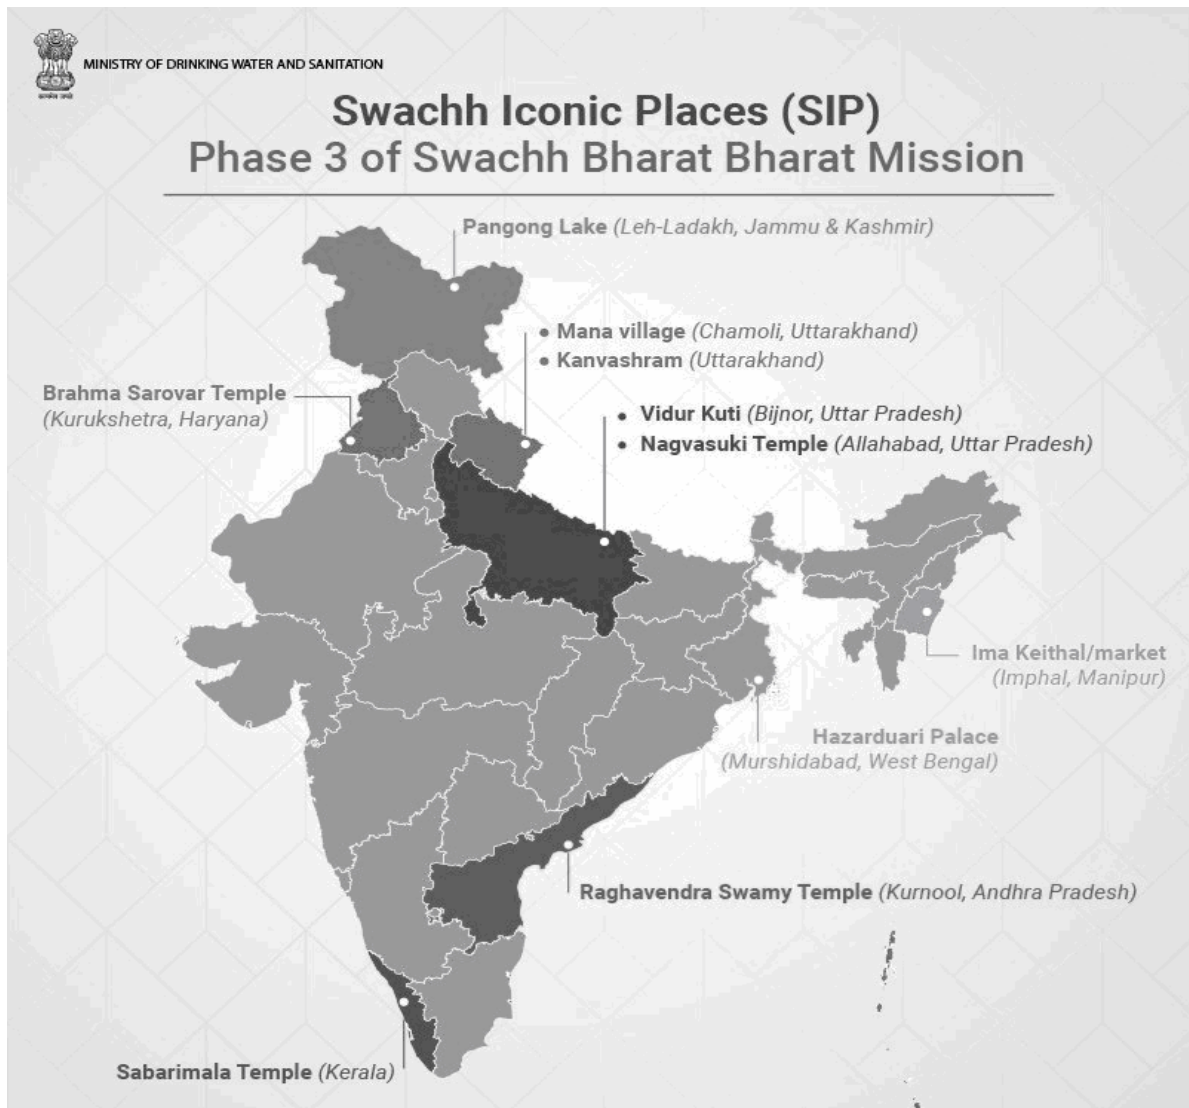 MINISTRY OF DRINKING WATER AND SANITATION
Swachh Iconic Places (SIP)
Phase 3 of Swachh Bharat Bharat Mission
Pangong Lake (Leh-Ladakh, Jammu & Kashmir)
• Mana village (Chamoli, Uttarakhand)
• Kanvashram (Uttarakhand)
Brahma Sarovar Temple
(Kurukshetra, Haryana)
• Vidur Kuti (Bijnor, Uttar Pradesh)
• Nagvasuki Temple (Allahabad, Uttar Pradesh)
Ima Keithal/market
(Imphal, Manipur)
Hazarduari Palace
(Murshidabad, West Bengal)
Raghavendra Swamy Temple (Kurnool, Andhra Pradesh)
Sabarimala Temple (Kerala)